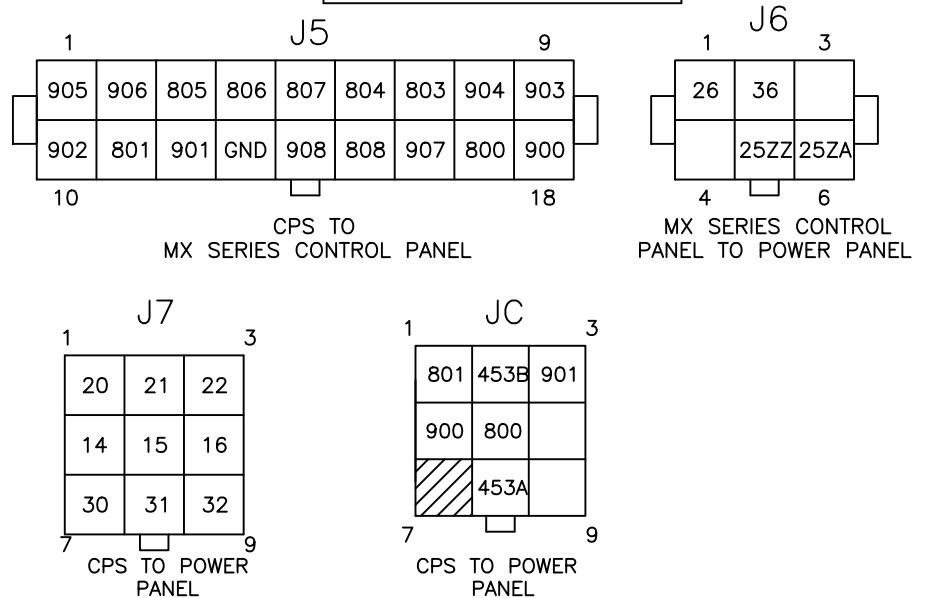 J5
1 9
905 906 805 806 807 804 803 904 903
902 801 901 GND 908 808 907 800 900
10 18
CPS TO
MX SERIES CONTROL PANEL
J6
1 3
26 36
25ZZ 25ZA
4 6
MX SERIES CONTROL
PANEL TO POWER PANEL
J7
1 3
20 21 22
14 15 16
30 31 32
7 9
CPS TO POWER
PANEL
JC
1 3
801 453B 901
900 800
453A
7 9
CPS TO POWER
PANEL